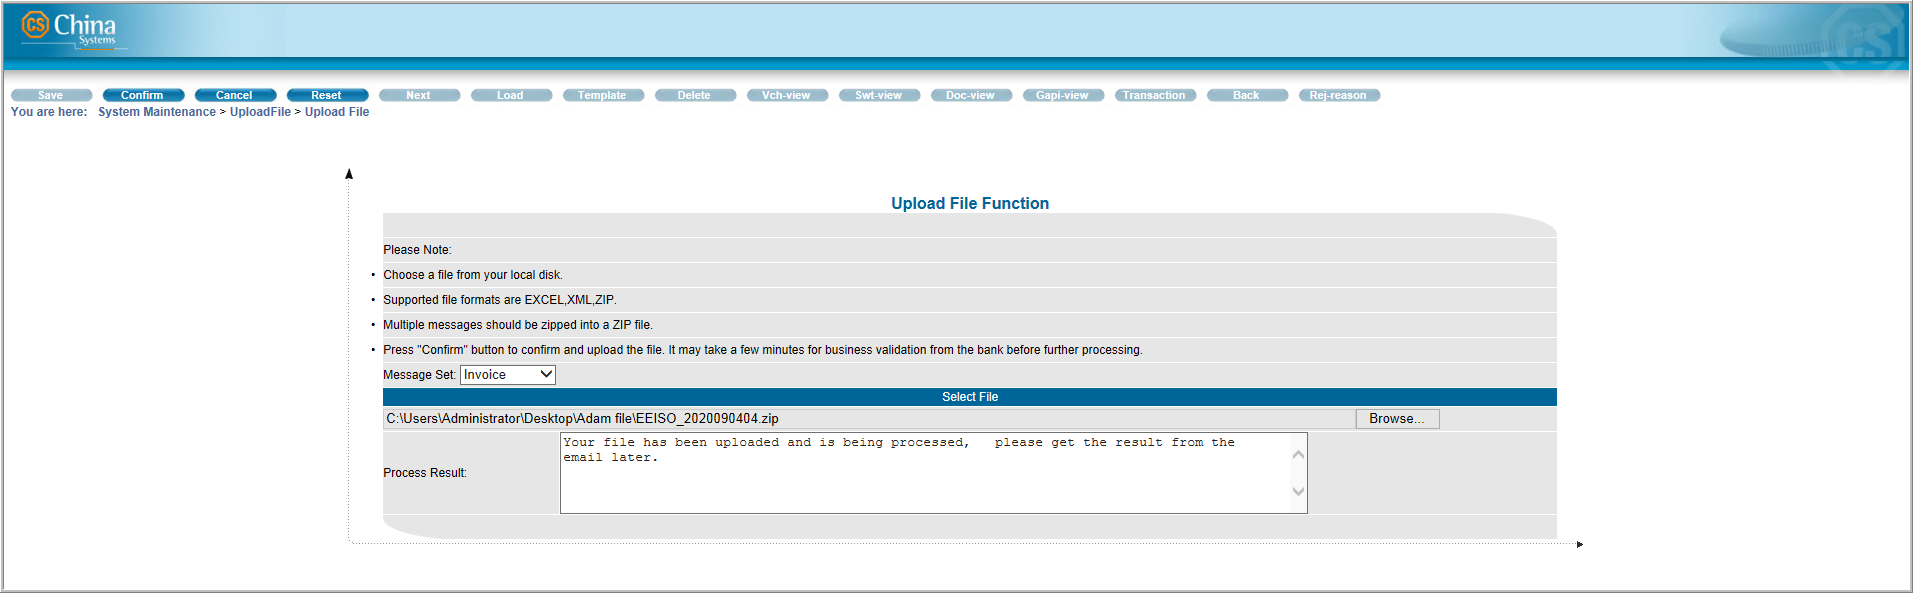 CS China
Systems
CSI
Save Confirm Cancel Reset Next Load Template Delete Vch-view Swt-view Doc-view Gapi-view Transaction Back Rej-reason
You are here: System Maintenance > UploadFile > Upload File
Upload File Function
Please Note:
• Choose a file from your local disk.
• Supported file formats are EXCEL,XML,ZIP.
• Multiple messages should be zipped into a ZIP file.
• Press "Confirm" button to confirm and upload the file. It may take a few minutes for business validation from the bank before further processing.
Message Set: Invoice
Select File
C:\Users\Administrator\Desktop\Adam file\EEISO_2020090404.zip Browse...
Your file has been uploaded and is being processed, please get the result from the
email later.
Process Result: